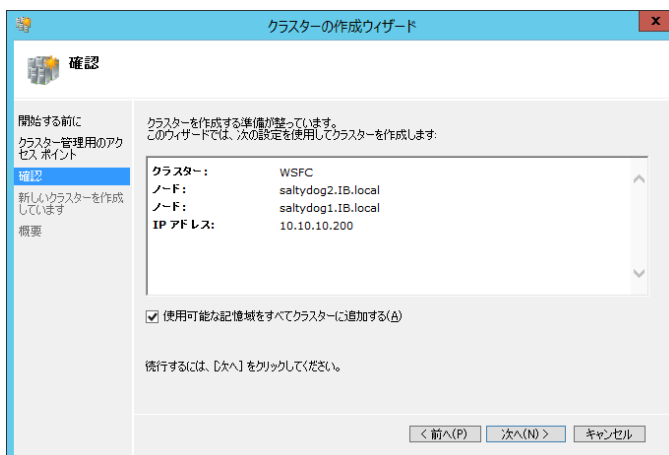 クラスターの作成ウィザード
x
確認
開始する前に
クラスター管理用のアク
セス ポイント
確認
新しいクラスターを作成
しています
概要
クラスターを作成する準備が整っています。
このウィザードでは、次の設定を使用してクラスターを作成します:
クラスター: WSFC
ノード: saltydog2.IB.local
ノード: saltydog1.IB.local
IP アドレス: 10.10.10.200
使用可能な記憶域をすべてクラスターに追加する(A)
続行するには、[次へ] をクリックしてください。
< 前へ(P) 次へ(N) > キャンセル